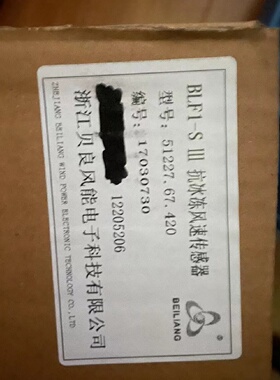 BLF1-S III 抗冰冻风速传感器
型号: 51227.67.420
编号: 17030730
12205206
浙江贝良风能电子科技有限公司
ZHEJIANG BEILIANG WIND POWER ELECTRONIC TECHNOLOGY CO.,LTD.
®
BEILIANG